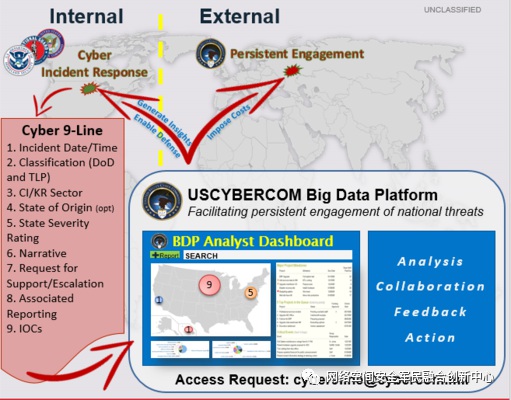 Internal
External
UNCLASSIFIED
Cyber
Incident Response
Persistent Engagement
Generate Insights
Enable Defense
Impose Costs
Cyber 9-Line
1. Incident Date/Time
2. Classification (DoD
and TLP)
3. CI/KR Sector
4. State of Origin (opt)
5. State Severity
Rating
6. Narrative
7. Request for
Support/Escalation
8. Associated
Reporting
9. IOCs
USCYBERCOM Big Data Platform
Facilitating persistent engagement of national threats
BDP Analyst Dashboard
+Report SEARCH
9
5
Analysis
Collaboration
Feedback
Action
Access Request:
网络空间安全军民融合创新中心